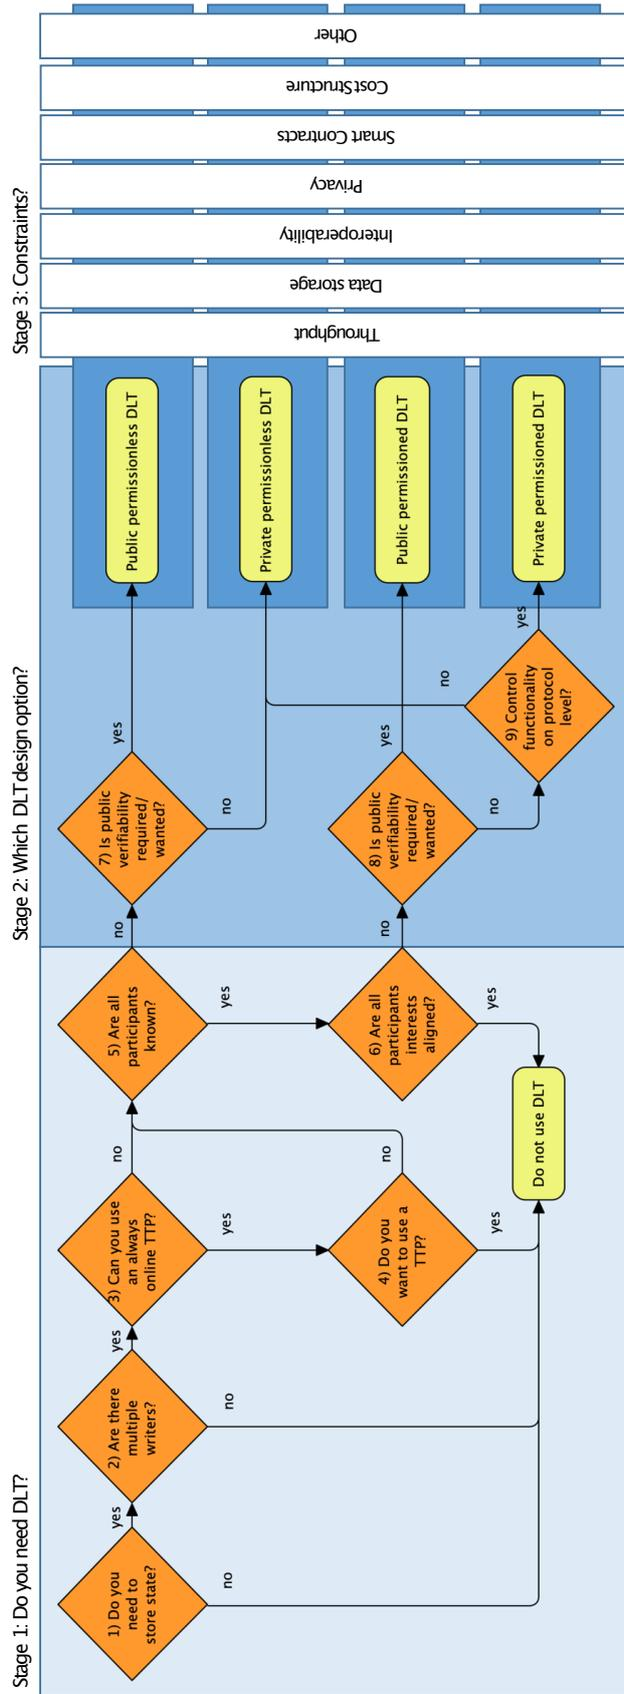 Stage 1: Do you need DLT?
1) Do you
need to
store state?
yes
no
2) Are there
multiple
writers?
yes
no
3) Can you use
an always
online TTP?
no
yes
4) Do you
want to use a
TTP?
no
yes
5) Are all
participants
known?
no
yes
6) Are all
participants
interests
aligned?
no
yes
Do not use DLT
Stage 2: Which DLT design option?
7) Is public
verifiability
required/
wanted?
yes
no
8) Is public
verifiability
required/
wanted?
yes
no
9) Control
functionality
on protocol
level?
no
yes
Public permissionless DLT
Private permissionless DLT
Public permissioned DLT
Private permissioned DLT
Stage 3: Constraints?
Throughput
Data storage
Interoperability
Privacy
Smart Contracts
Cost Structure
Other